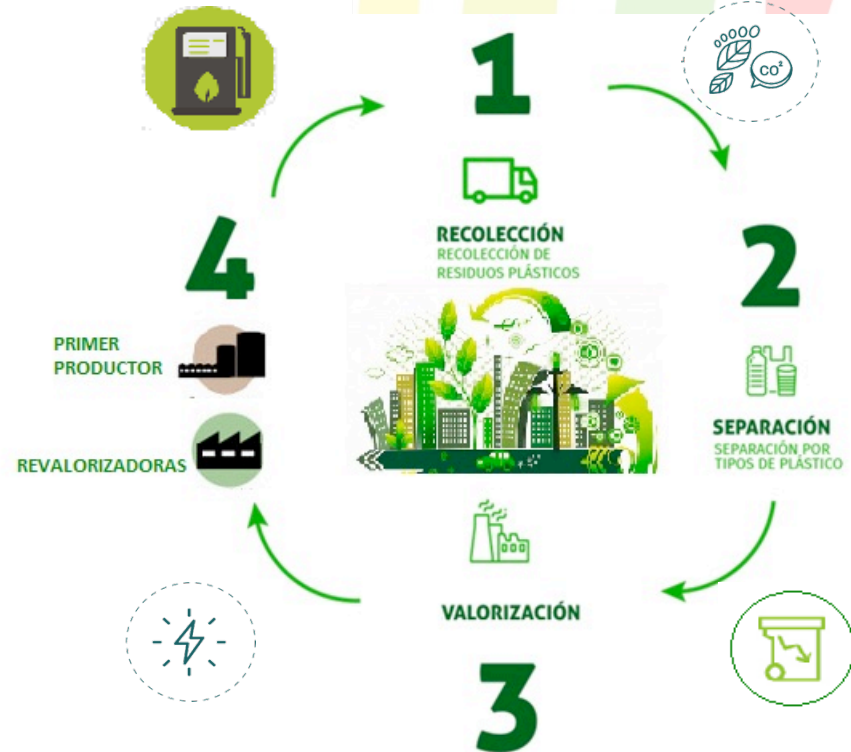 1
CO²
RECOLECCIÓN
RECOLECCIÓN DE
RESIDUOS PLÁSTICOS
2
SEPARACIÓN
SEPARACIÓN POR
TIPOS DE PLÁSTICO
VALORIZACIÓN
3
4
PRIMER
PRODUCTOR
REVALORIZADORAS